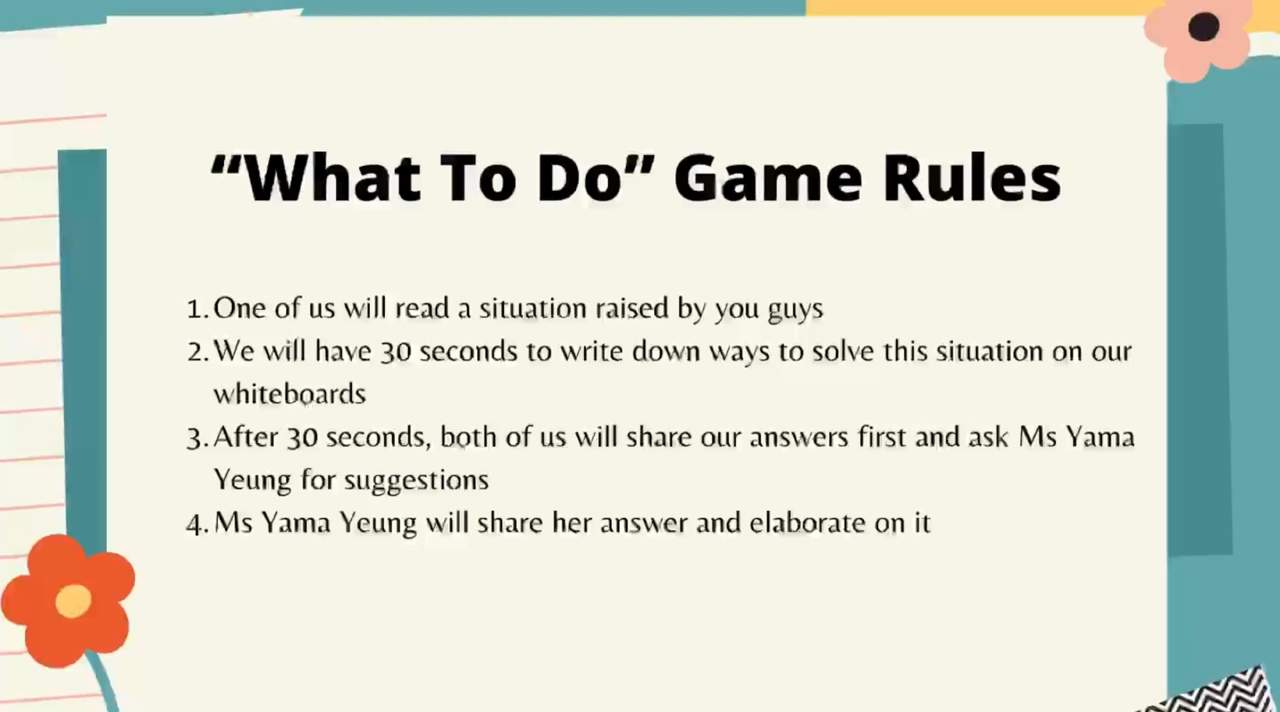 “What To Do” Game Rules
1. One of us will read a situation raised by you guys
2. We will have 30 seconds to write down ways to solve this situation on our
whiteboards
3. After 30 seconds, both of us will share our answers first and ask Ms Yama
Yeung for suggestions
4. Ms Yama Yeung will share her answer and elaborate on it